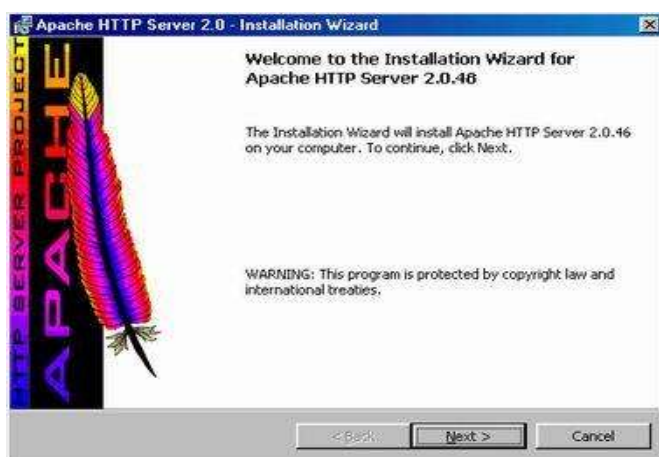 Apache HTTP Server 2.0 - Installation Wizard
HTTP SERVER PROJECT
APACHE
Welcome to the Installation Wizard for
Apache HTTP Server 2.0.46
The Installation Wizard will install Apache HTTP Server 2.0.46
on your computer. To continue, click Next.
WARNING: This program is protected by copyright law and
international treaties.
< Back
Next >
Cancel